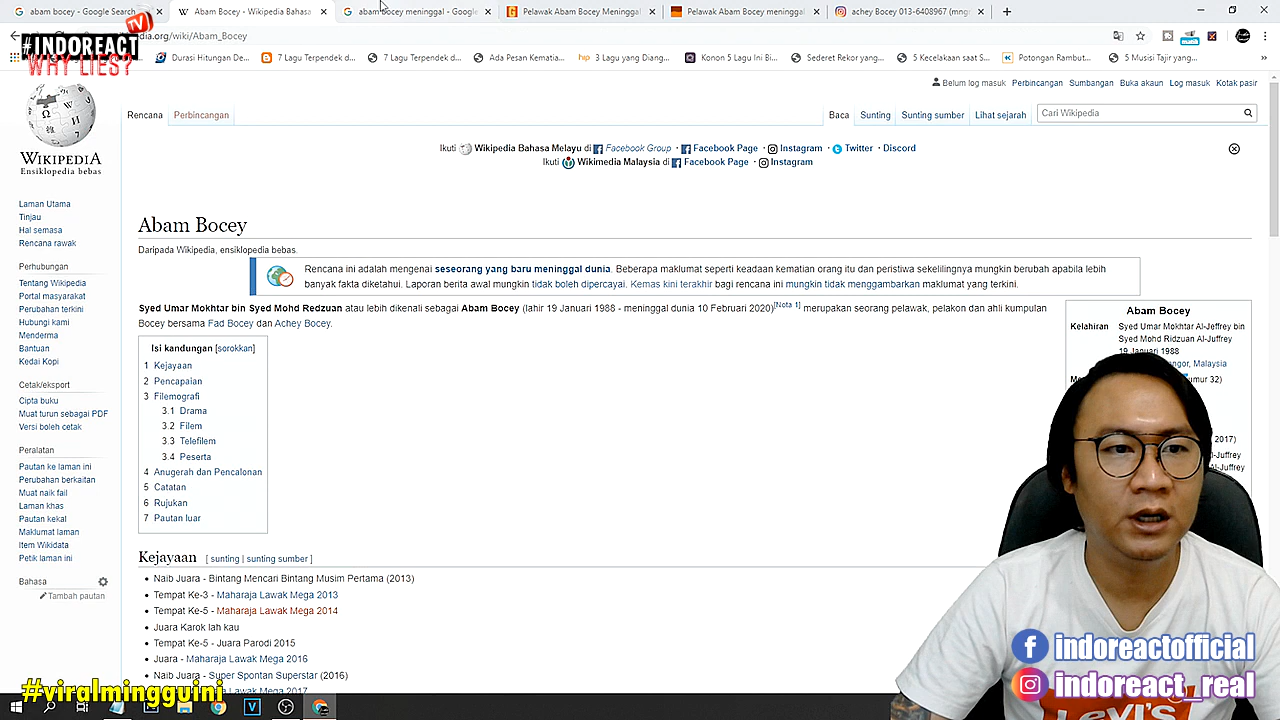 abam bocey - Google Search
Abam Bocey - Wikipedia Bahasa
abam bocey meninggal - Google
Pelawak Abam Bocey Meninggal
Pelawak Abam Bocey meninggal
achey Bocey 013-6408967 (mngr
#INDOREACT
TV
WHY LIES?
dia.org/wiki/Abam_Bocey
Durasi Hitungan De...
7 Lagu Terpendek d...
7 Lagu Terpendek d...
Ada Pesan Kematia...
3 Lagu yang Diang...
Konon 5 Lagu Ini Bi...
Federet Rekor yang...
5 Kecelakaan saat S...
Potongan Rambut...
5 Musisi Tajir yang...
Belum log masuk Perbincangan Sumbangan Buka akaun Log masuk Kotak pasir
Rencana Perbincangan
Baca Sunting Sunting sumber Lihat sejarah
Cari Wikipedia
WIKIPEDIA
Ensiklopedia bebas
Ikuti Wikipedia Bahasa Melayu di Facebook Group · Facebook Page · Instagram · Twitter · Discord
Ikuti Wikimedia Malaysia di Facebook Page · Instagram
Laman Utama
Tinjau
Hal semasa
Rencana rawak
Perhubungan
Tentang Wikipedia
Portal masyarakat
Perubahan terkini
Hubungi kami
Menderma
Bantuan
Kedai Kopi
Cetak/eksport
Cipta buku
Muat turun sebagai PDF
Versi boleh cetak
Peralatan
Pautan ke laman ini
Perubahan berkaitan
Muat naik fail
Laman khas
Pautan kekal
Maklumat laman
Item Wikidata
Petik laman ini
Bahasa
Tambah pautan
Abam Bocey
Daripada Wikipedia, ensiklopedia bebas.
Rencana ini adalah mengenai seseorang yang baru meninggal dunia. Beberapa maklumat seperti keadaan kematian orang itu dan peristiwa sekelilingnya mungkin berubah apabila lebih
banyak fakta diketahui. Laporan berita awal mungkin tidak boleh dipercayai. Kemas kini terakhir bagi rencana ini mungkin tidak menggambarkan maklumat yang terkini.
Syed Umar Mokhtar bin Syed Mohd Redzuan atau lebih dikenali sebagai Abam Bocey (lahir 19 Januari 1988 - meninggal dunia 10 Februari 2020)[Nota 1] merupakan seorang pelawak, pelakon dan ahli kumpulan
Bocey bersama Fad Bocey dan Achey Bocey.
Isi kandungan [sorokkan]
1 Kejayaan
2 Pencapaian
3 Filemografi
3.1 Drama
3.2 Filem
3.3 Telefilem
3.4 Peserta
4 Anugerah dan Pencalonan
5 Catatan
6 Rujukan
7 Pautan luar
Abam Bocey
Kelahiran Syed Umar Mokhtar Al-Jeffrey bin
Syed Mohd Ridzuan Al-Jeffrey
19 Januari 1988
ngor, Malaysia
umur 32)
2017)
l-Jeffrey
l-Jeffrey
Kejayaan [ sunting | sunting sumber ]
• Naib Juara - Bintang Mencari Bintang Musim Pertama (2013)
• Tempat Ke-3 - Maharaja Lawak Mega 2013
• Tempat Ke-5 - Maharaja Lawak Mega 2014
• Juara Karok lah kau
• Tempat Ke-5 - Juara Parodi 2015
• Juara - Maharaja Lawak Mega 2016
• Naib Juara - Super Spontan Superstar (2016)
Lawak Mega 2017
#viralmingguini
indoreactofficial
indoreact_real
Levi's